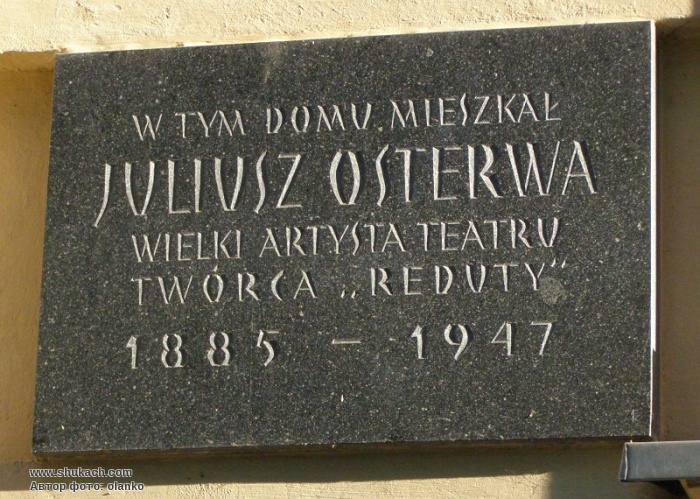 W TYM DOMU MIESZKAŁ
JULIUSZ OSTERWA
WIELKI ARTYSTA TEATRU
TWÓRCA „REDUTY”
1885 – 1947
www.shukach.com
Автор фото: olanko